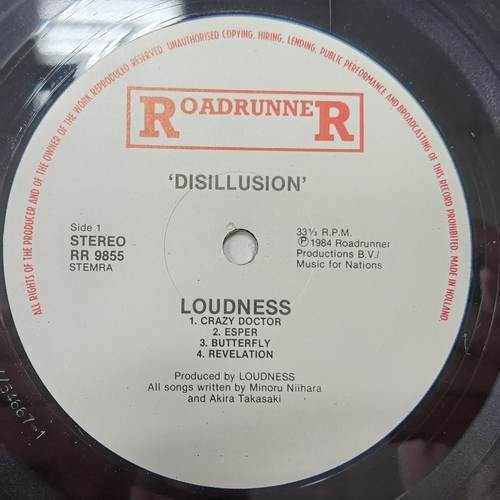 ALL RIGHTS OF THE PRODUCER AND OF THE OWNER OF THE WORK REPRODUCED RESERVED. UNAUTHORISED COPYING, HIRING, LENDING, PUBLIC PERFORMANCE AND BROADCASTING OF THIS RECORD PROHIBITED. MADE IN HOLLAND.
ROADRUNNER
'DISILLUSION'
Side 1
STEREO
RR 9855
STEMRA
33⅓ R.P.M.
Ⓟ 1984 Roadrunner
Productions B.V./
Music for Nations
LOUDNESS
1. CRAZY DOCTOR
2. ESPER
3. BUTTERFLY
4. REVELATION
Produced by LOUDNESS
All songs written by Minoru Niihara
and Akira Takasaki